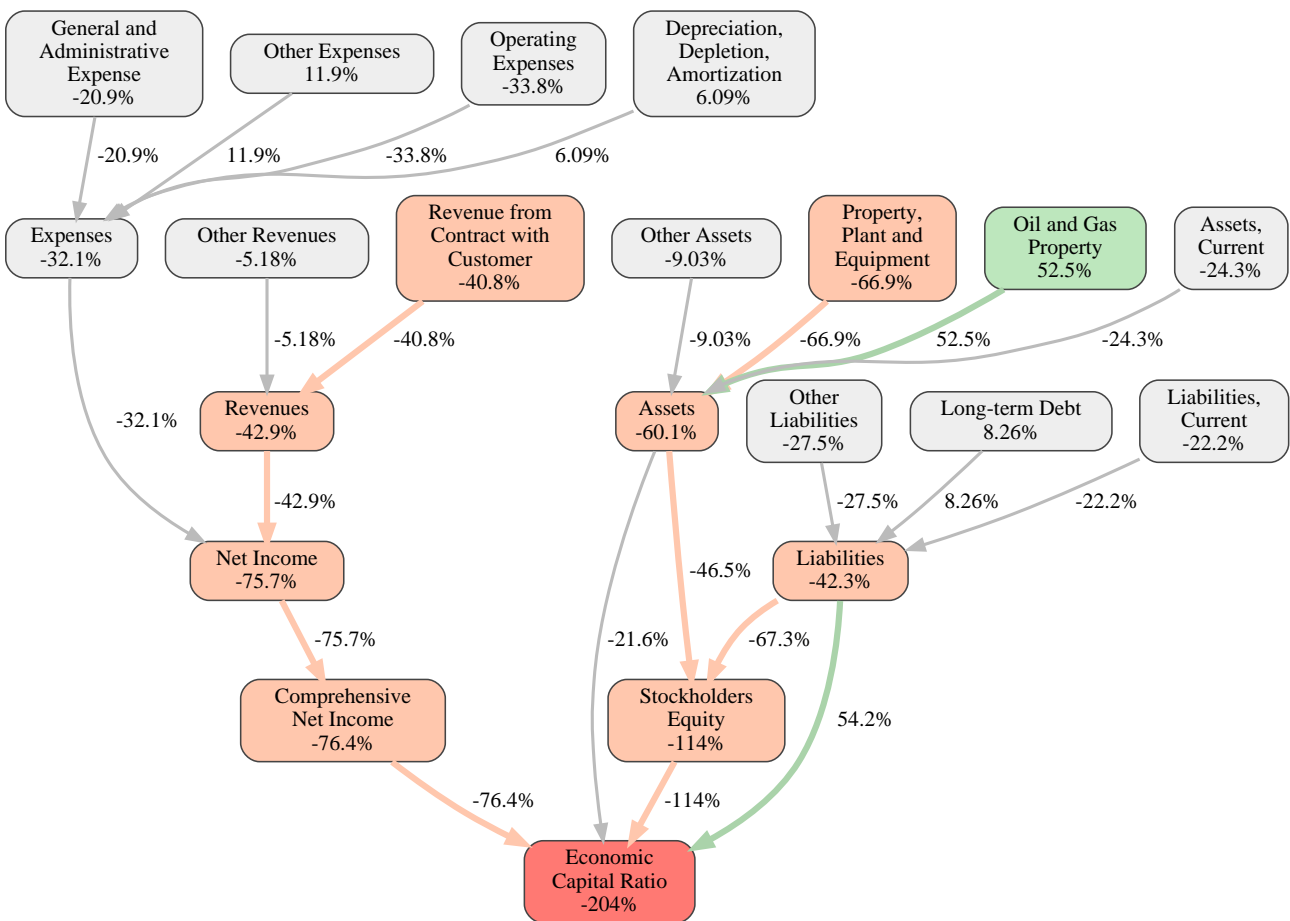 General and
Administrative
Expense
-20.9%
Other Expenses
11.9%
Operating
Expenses
-33.8%
Depreciation,
Depletion,
Amortization
6.09%
-20.9%
11.9%
-33.8%
6.09%
Expenses
-32.1%
Other Revenues
-5.18%
Revenue from
Contract with
Customer
-40.8%
Other Assets
-9.03%
Property,
Plant and
Equipment
-66.9%
Oil and Gas
Property
52.5%
Assets,
Current
-24.3%
-5.18%
-40.8%
-9.03%
-66.9%
52.5%
-24.3%
-32.1%
Revenues
-42.9%
Assets
-60.1%
Other
Liabilities
-27.5%
Long-term Debt
8.26%
Liabilities,
Current
-22.2%
-42.9%
-27.5%
8.26%
-22.2%
Net Income
-75.7%
-46.5%
Liabilities
-42.3%
-75.7%
-21.6%
-67.3%
Comprehensive
Net Income
-76.4%
Stockholders
Equity
-114%
54.2%
-76.4%
-114%
Economic
Capital Ratio
-204%